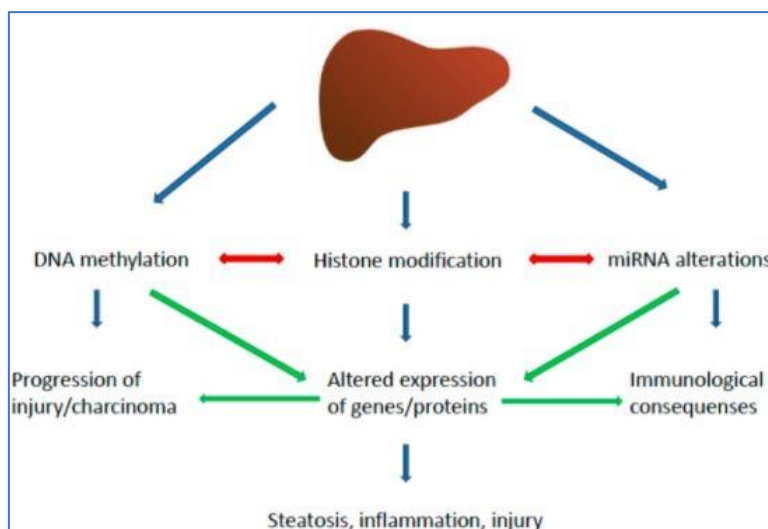 DNA methylation
Histone modification
miRNA alterations
Progression of
injury/charcinoma
Altered expression
of genes/proteins
Immunological
consequenses
Steatosis, inflammation, injury